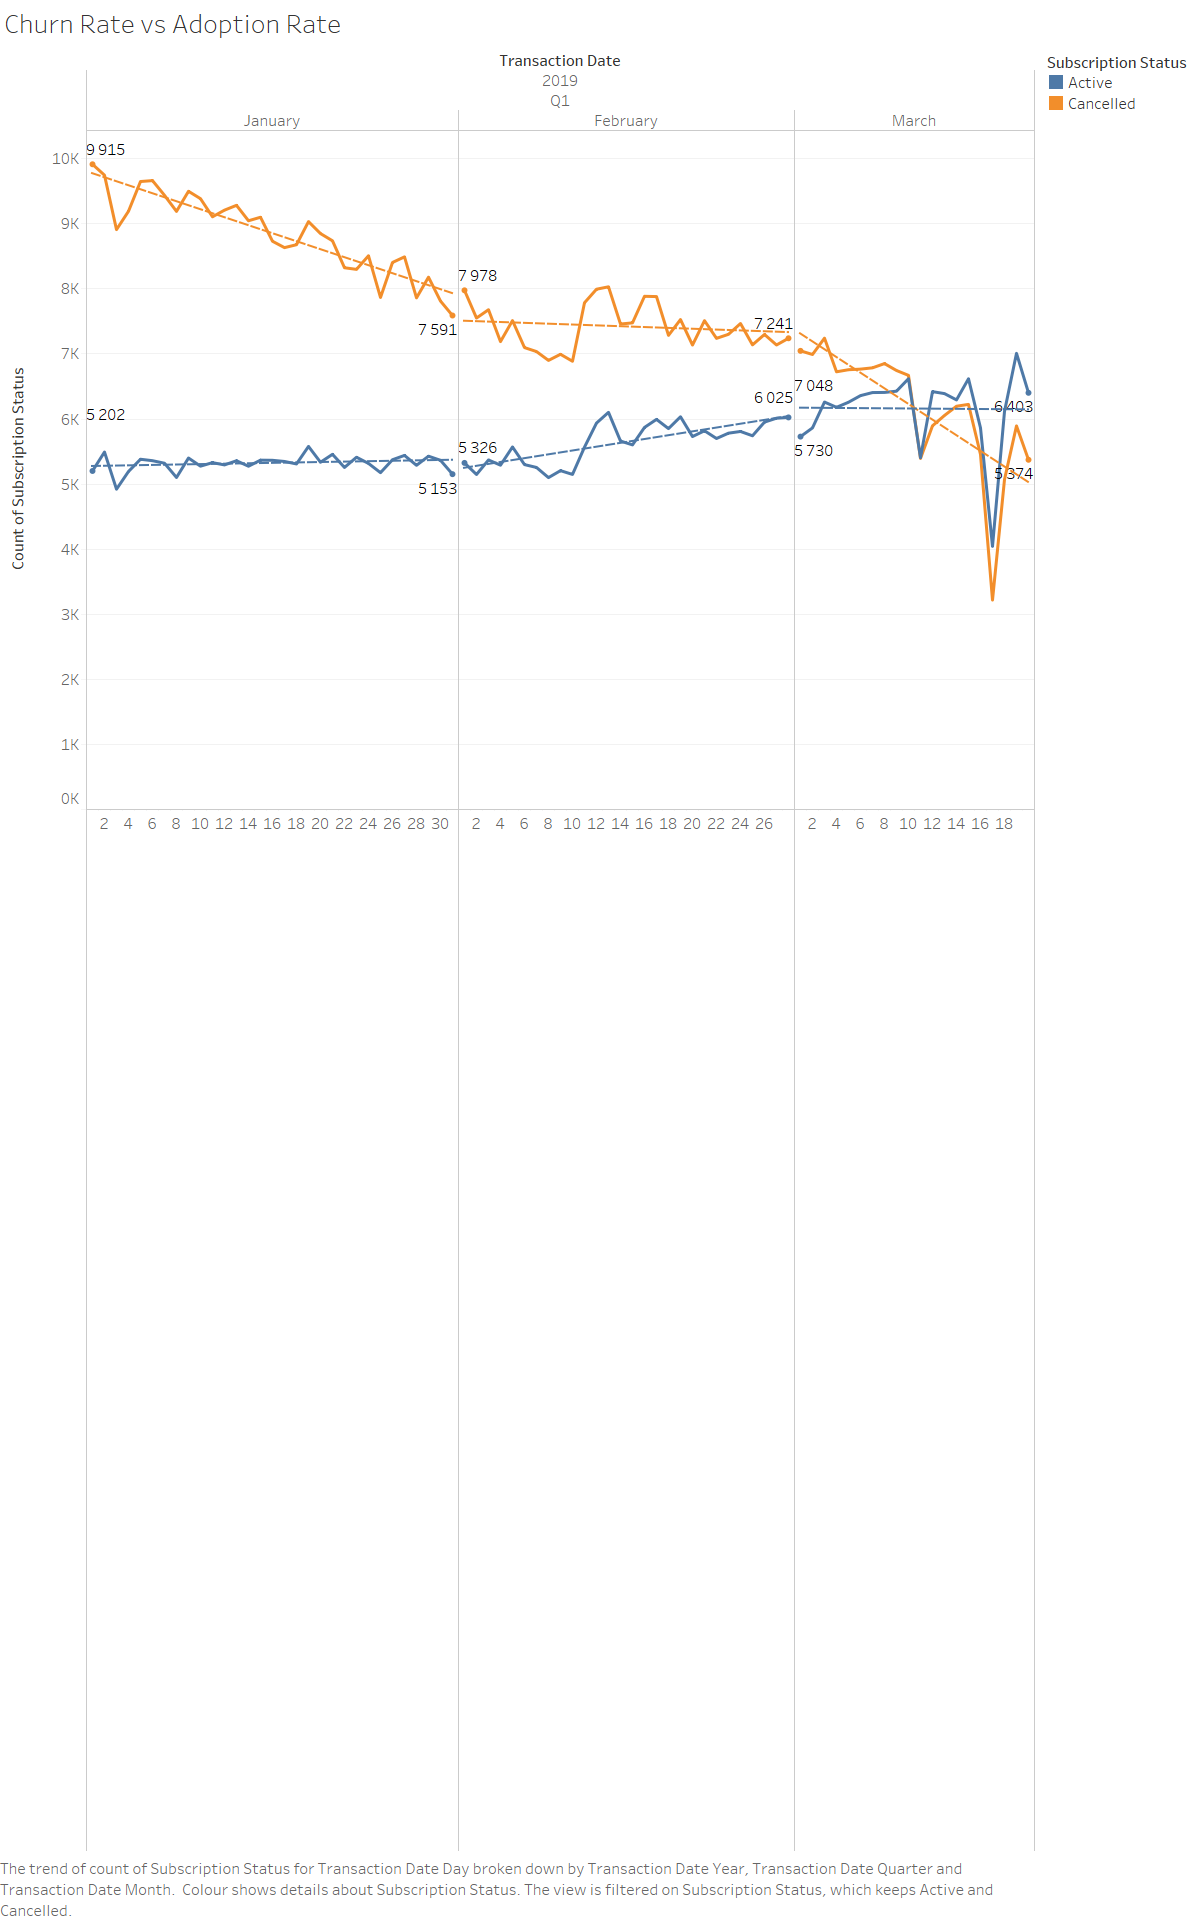 Churn Rate vs Adoption Rate
Transaction Date
2019
Q1
January February March
Subscription Status
Active
Cancelled
Count of Subscription Status
10K
9K
8K
7K
6K
5K
4K
3K
2K
1K
0K
9 915
7 591
5 202
5 153
7 978
7 241
5 326
6 025
7 048
5 730
6 403
5 374
2 4 6 8 10 12 14 16 18 20 22 24 26 28 30 2 4 6 8 10 12 14 16 18 20 22 24 26 2 4 6 8 10 12 14 16 18
The trend of count of Subscription Status for Transaction Date Day broken down by Transaction Date Year, Transaction Date Quarter and
Transaction Date Month.  Colour shows details about Subscription Status. The view is filtered on Subscription Status, which keeps Active and
Cancelled.